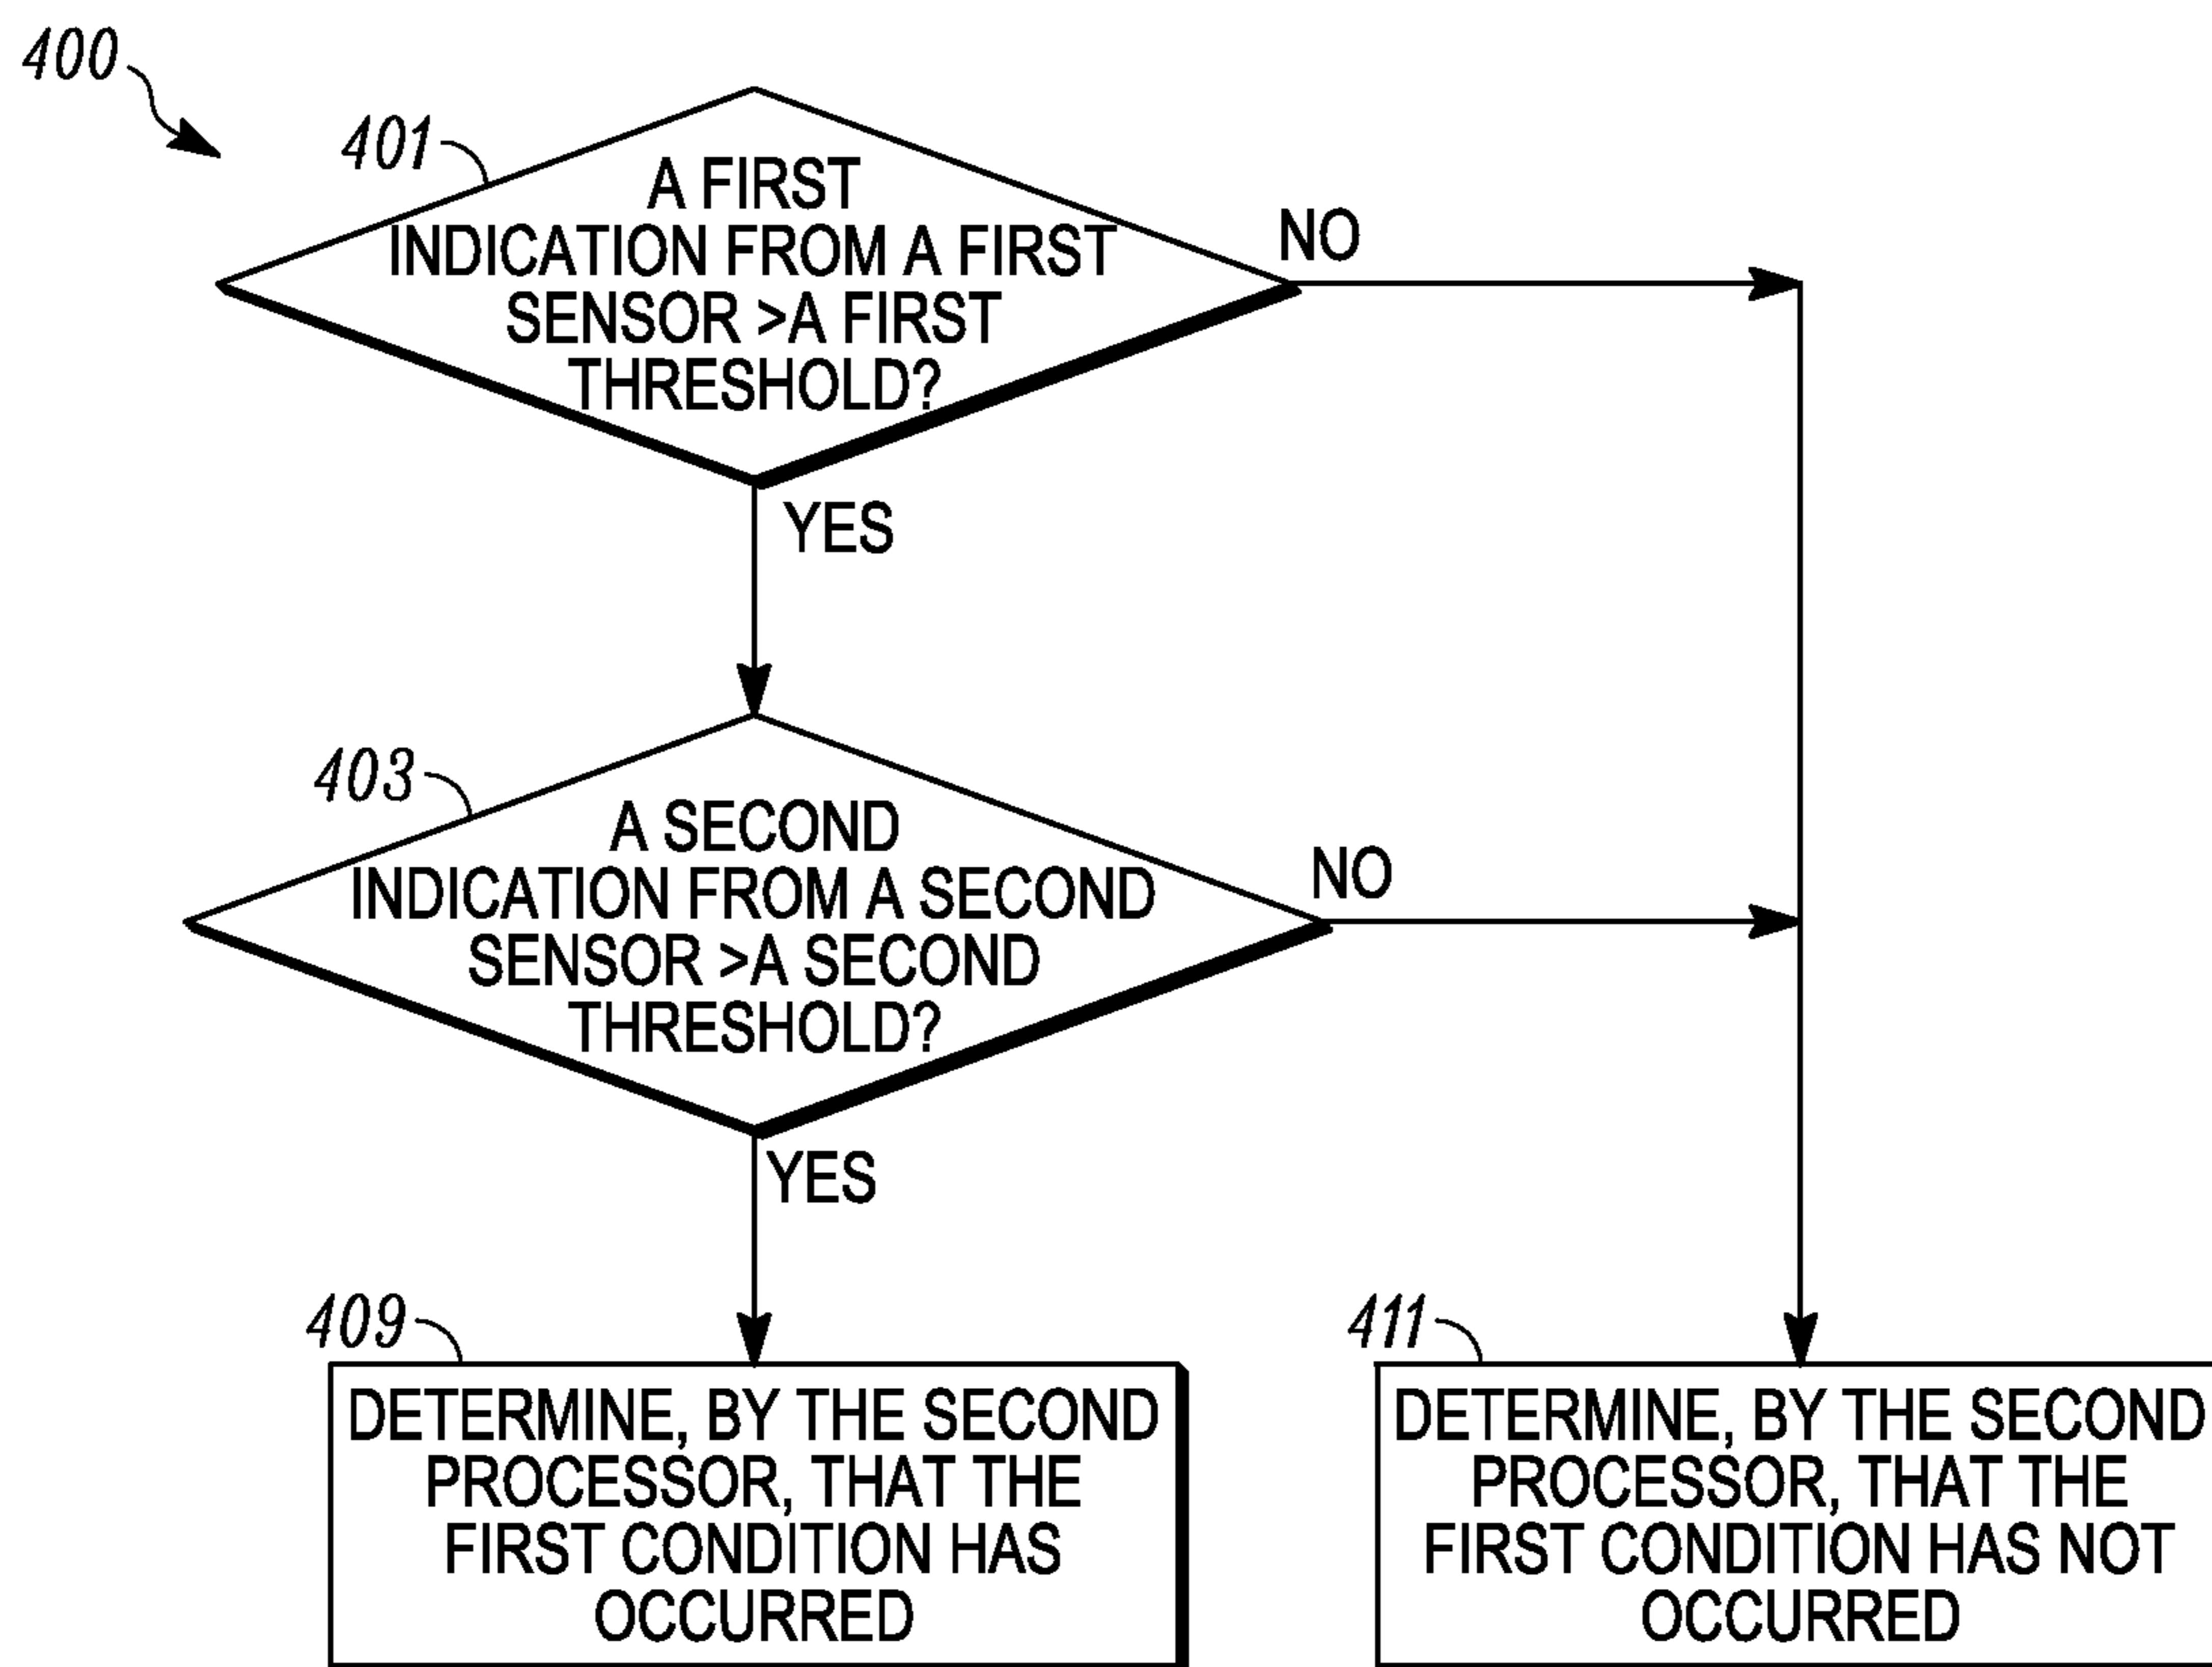 400
401
A FIRST
INDICATION FROM A FIRST
SENSOR >A FIRST
THRESHOLD?
NO
YES
403
A SECOND
INDICATION FROM A SECOND
SENSOR >A SECOND
THRESHOLD?
NO
YES
409
DETERMINE, BY THE SECOND
PROCESSOR, THAT THE
FIRST CONDITION HAS
OCCURRED
411
DETERMINE, BY THE SECOND
PROCESSOR, THAT THE
FIRST CONDITION HAS NOT
OCCURRED